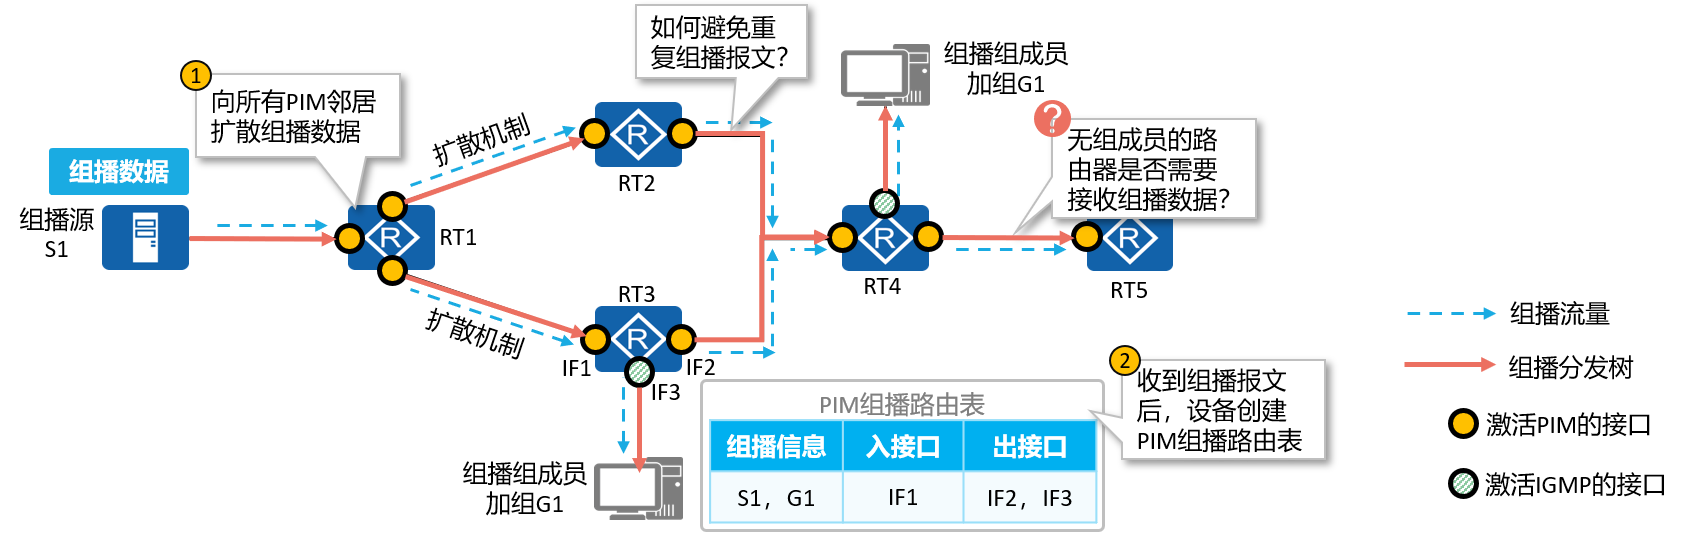 1
向所有PIM邻居
扩散组播数据
如何避免重
复组播报文？
组播组成员
加组G1
?
无组成员的路
由器是否需要
接收组播数据？
扩散机制
组播数据
组播源
S1
R
RT1
R
RT2
扩散机制
RT3
R
IF1
IF2
IF3
R
RT4
R
RT5
组播组成员
加组G1
PIM组播路由表
组播信息 入接口 出接口
S1，G1 IF1 IF2，IF3
2
收到组播报文
后，设备创建
PIM组播路由表
组播流量
组播分发树
激活PIM的接口
激活IGMP的接口